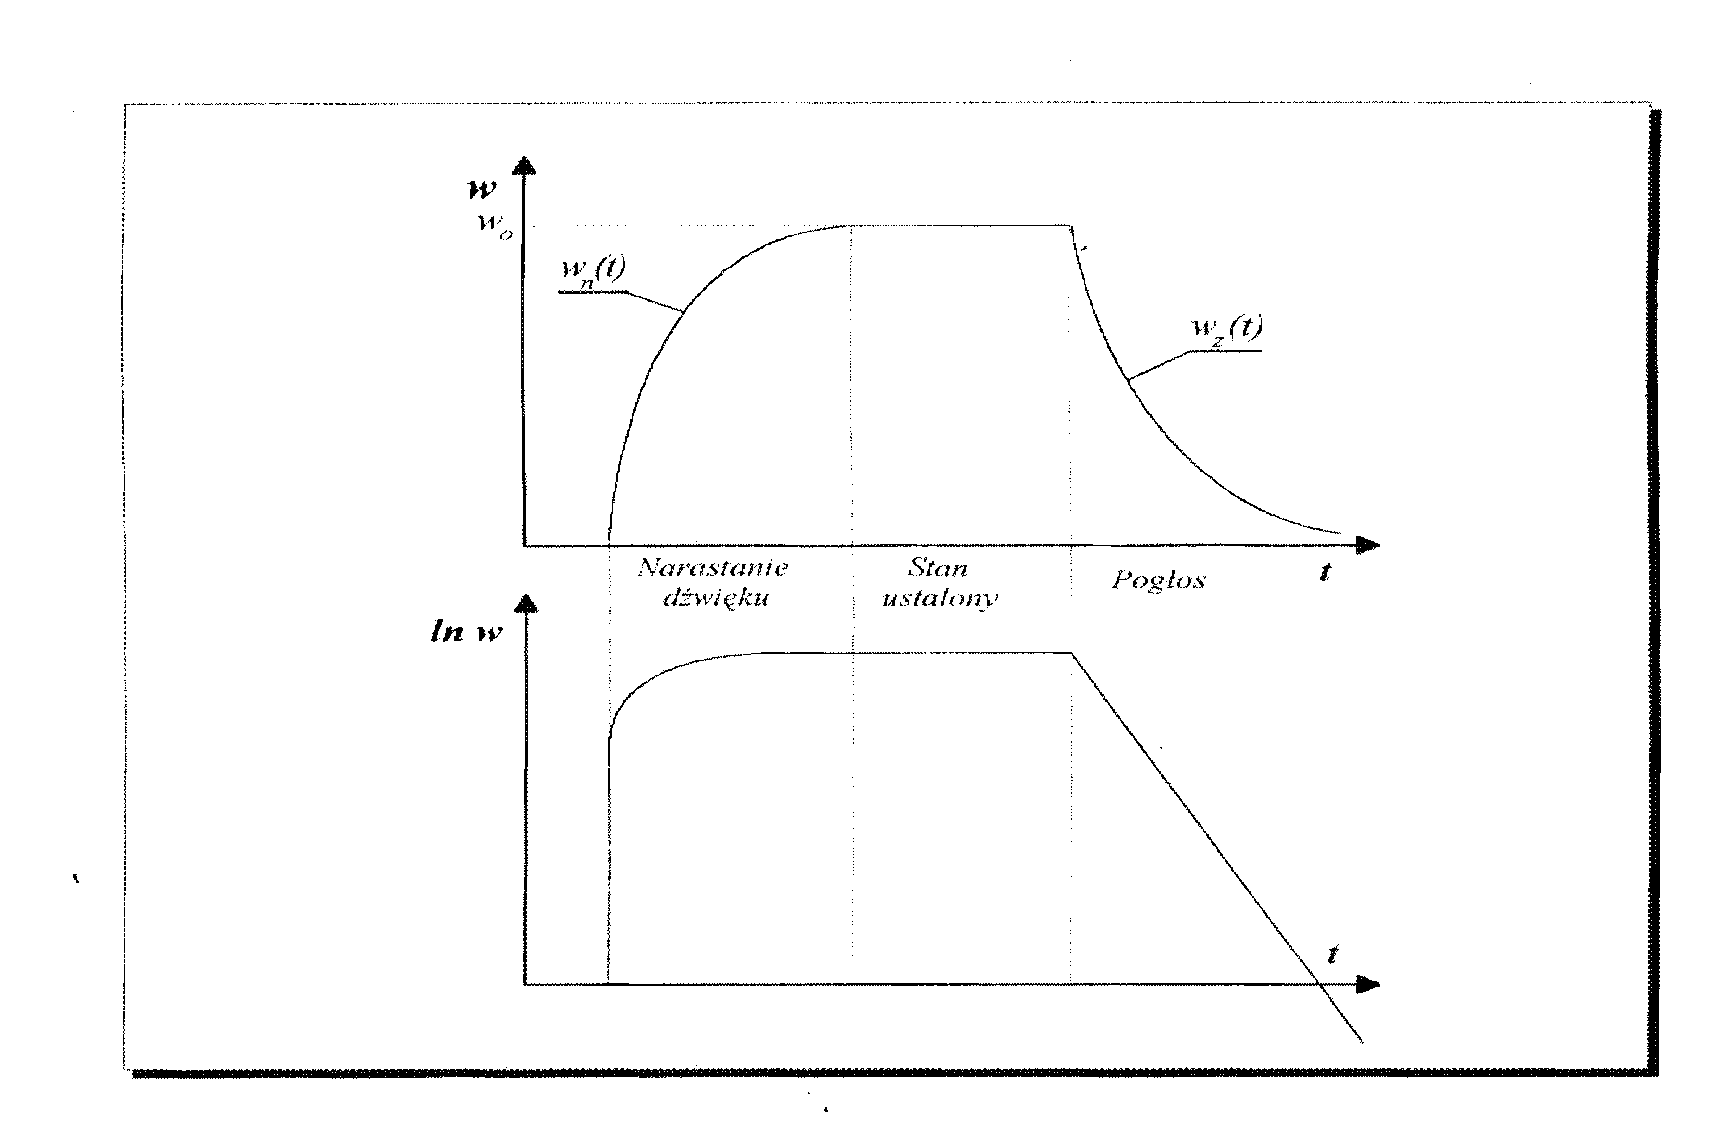 w
w_o
w_n(t)
w_z(t)
Narastanie
dźwięku
Stan
ustalony
Pogłos
t
ln w
t